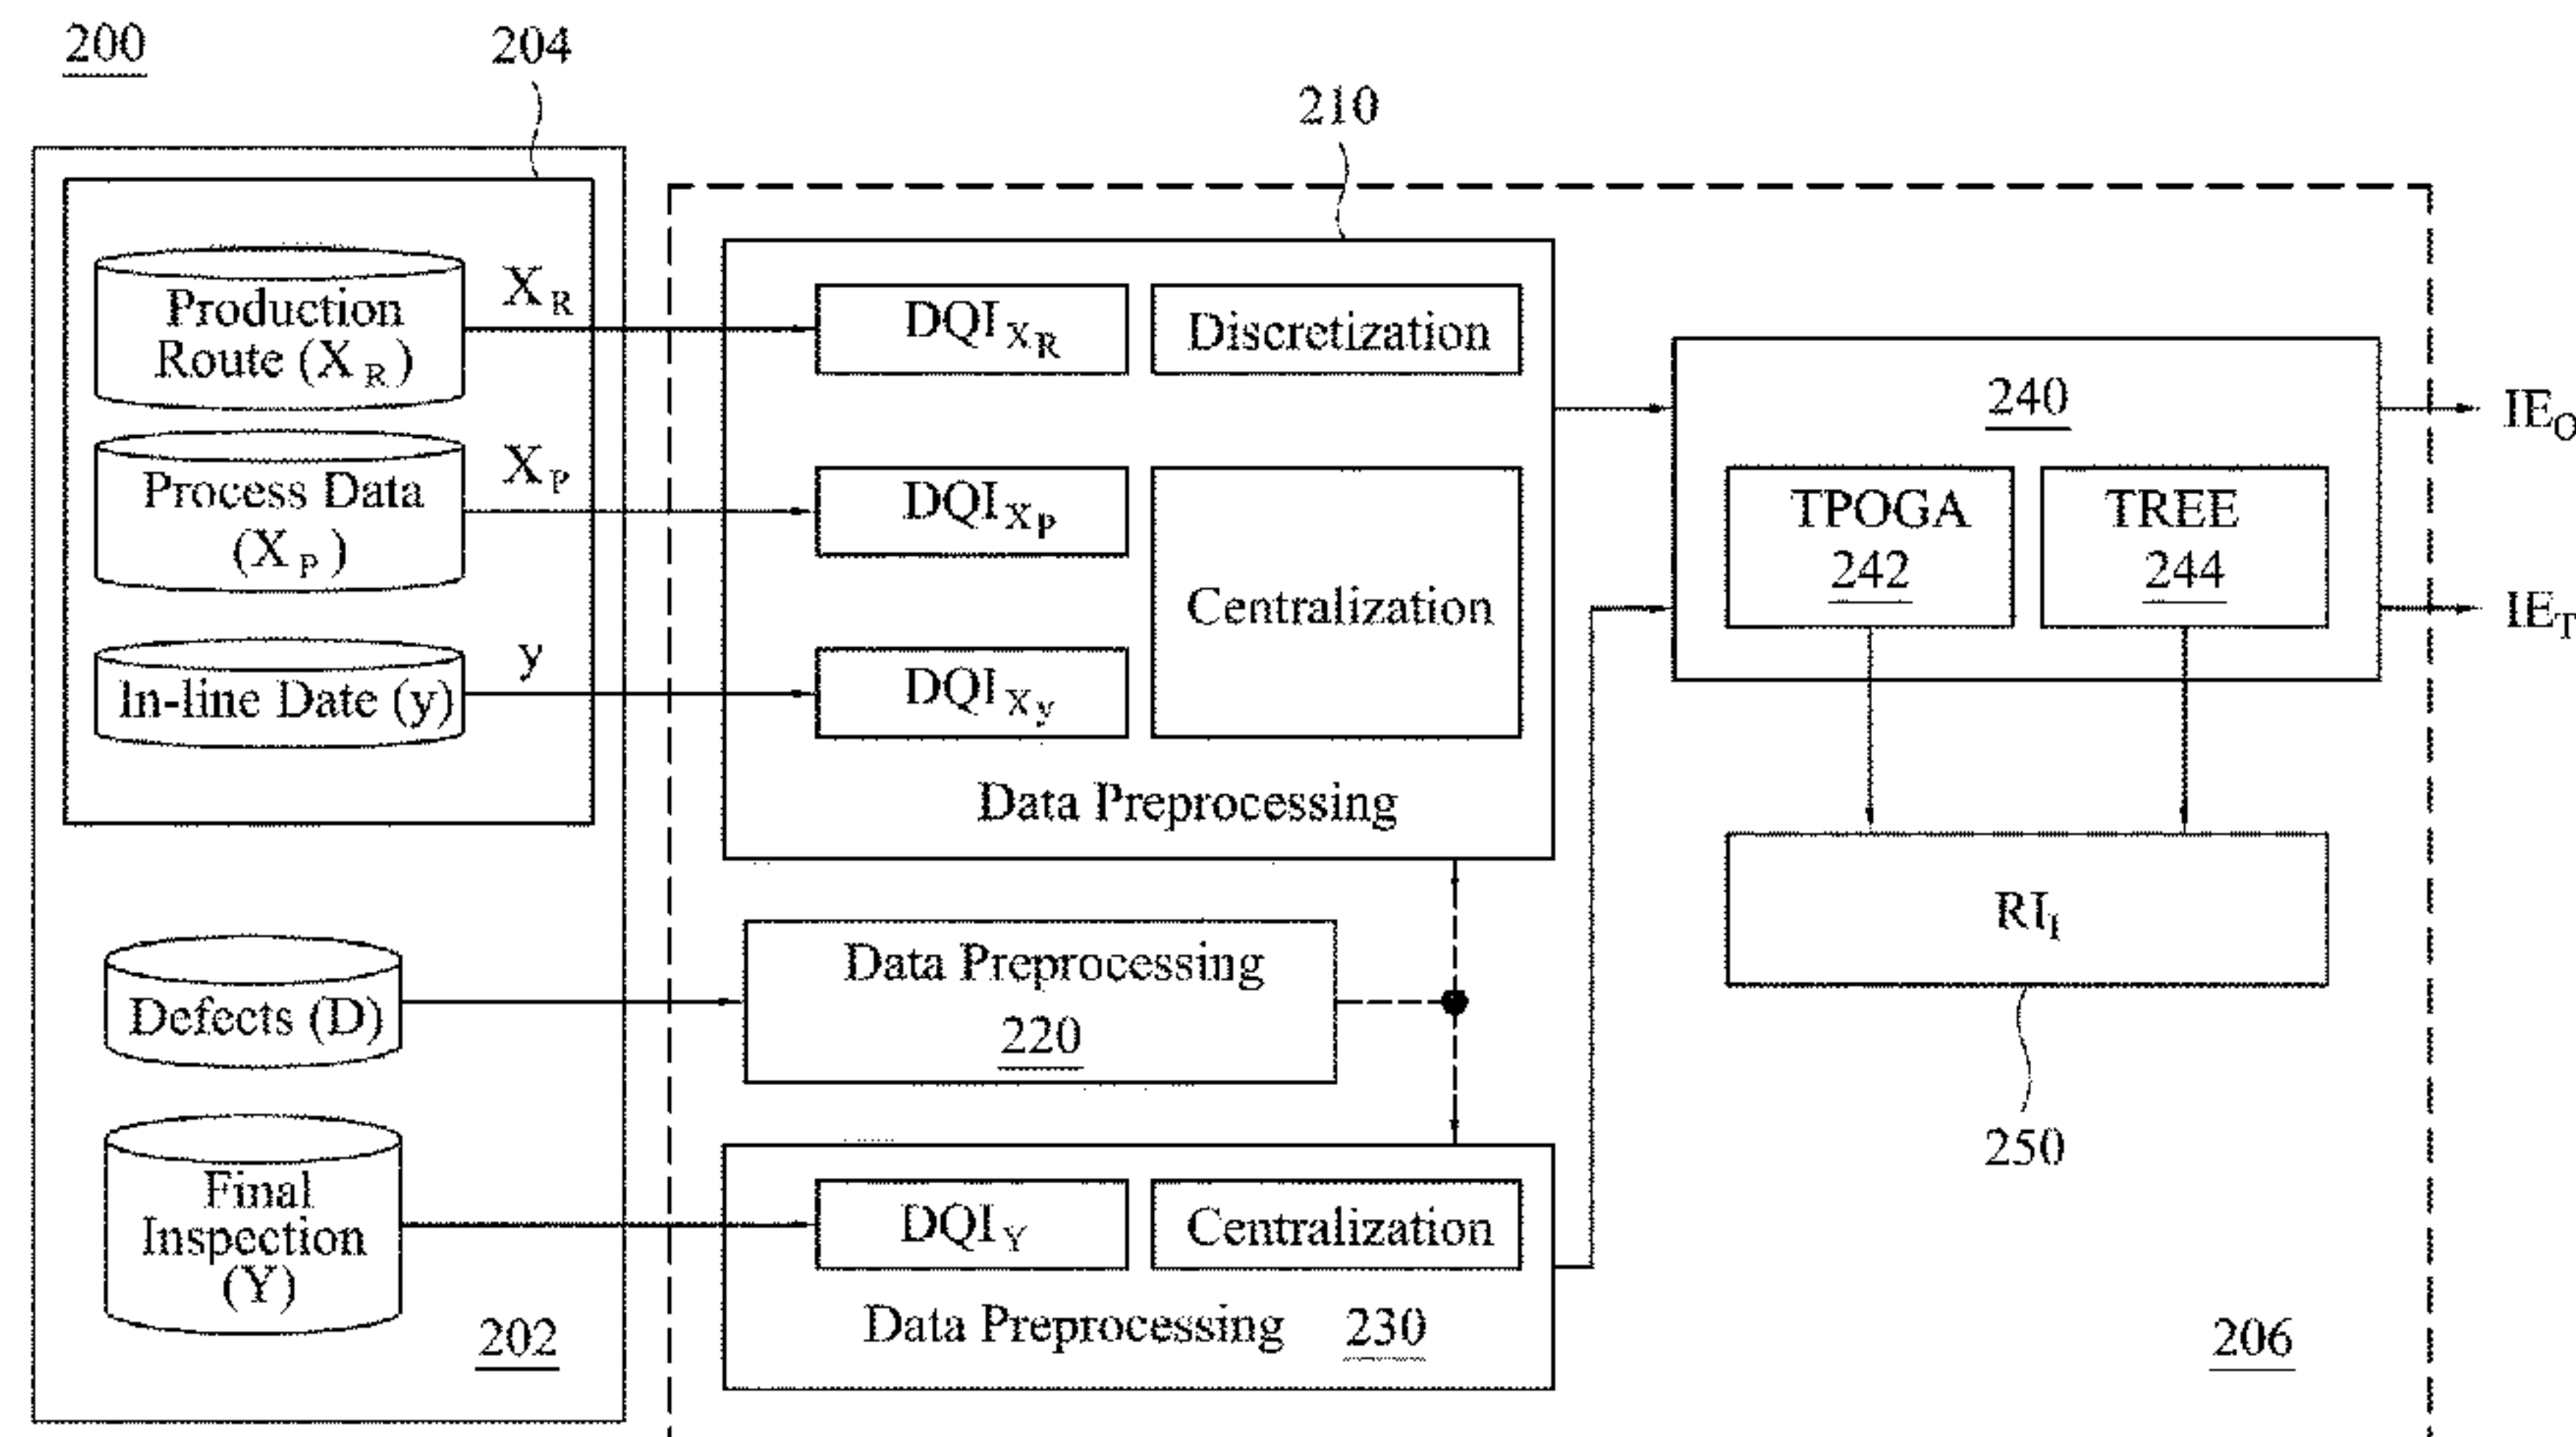 200
204
210
Production
Route (X R)
X R
DQI X R
Discretization
Process Data
(X P)
X P
DQI X P
Centralization
In-line Date (y)
y
DQI X y
Data Preprocessing
240
TPOGA
242
TREE
244
IE O
IE T
Defects (D)
Data Preprocessing
220
RI I
250
Final
Inspection
(Y)
202
DQI Y
Centralization
Data Preprocessing 230
206